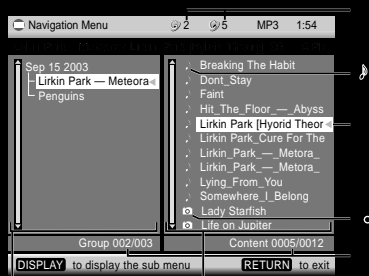 Navigation Menu 2 5 MP3 1:54
Sep 15 2003
Lirkin Park — Meteora
Penguins
Breaking The Habit
Dont_Stay
Faint
Hit_The_Floor_—_Abyss
Lirkin Park [Hyorid Theor
Lirkin Park_Cure For The
Lirkin_Park_—_Metora_
Lirkin_Park_—_Metora_
Lying_From_You
Somewhere_I_Belong
Lady Starfish
Life on Jupiter
Group 002/003
Content 0005/0012
DISPLAY to display the sub menu RETURN to exit